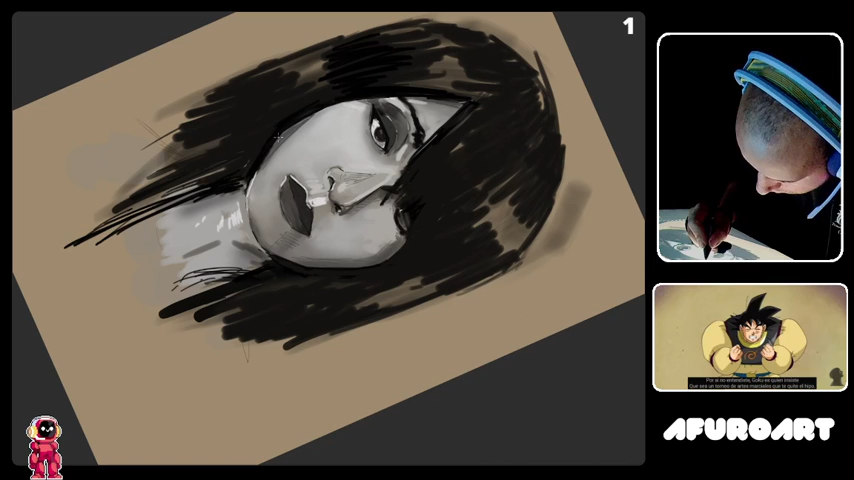 1
Por si no entendiste, Goku es quien insiste
Que sea un torneo de artes marciales que te quite el hipo.
AFUROART